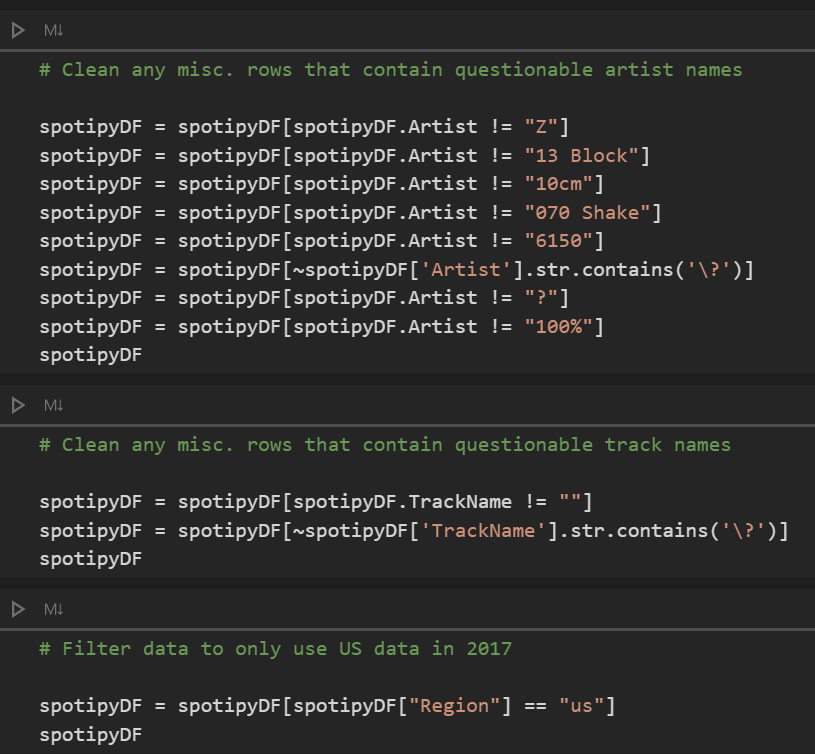 M↓
# Clean any misc. rows that contain questionable artist names
spotipyDF = spotipyDF[spotipyDF.Artist != "Z"]
spotipyDF = spotipyDF[spotipyDF.Artist != "13 Block"]
spotipyDF = spotipyDF[spotipyDF.Artist != "10cm"]
spotipyDF = spotipyDF[spotipyDF.Artist != "070 Shake"]
spotipyDF = spotipyDF[spotipyDF.Artist != "6150"]
spotipyDF = spotipyDF[~spotipyDF['Artist'].str.contains('\?')]
spotipyDF = spotipyDF[spotipyDF.Artist != "?"]
spotipyDF = spotipyDF[spotipyDF.Artist != "100%"]
spotipyDF
M↓
# Clean any misc. rows that contain questionable track names
spotipyDF = spotipyDF[spotipyDF.TrackName != ""]
spotipyDF = spotipyDF[~spotipyDF['TrackName'].str.contains('\?')]
spotipyDF
M↓
# Filter data to only use US data in 2017
spotipyDF = spotipyDF[spotipyDF["Region"] == "us"]
spotipyDF